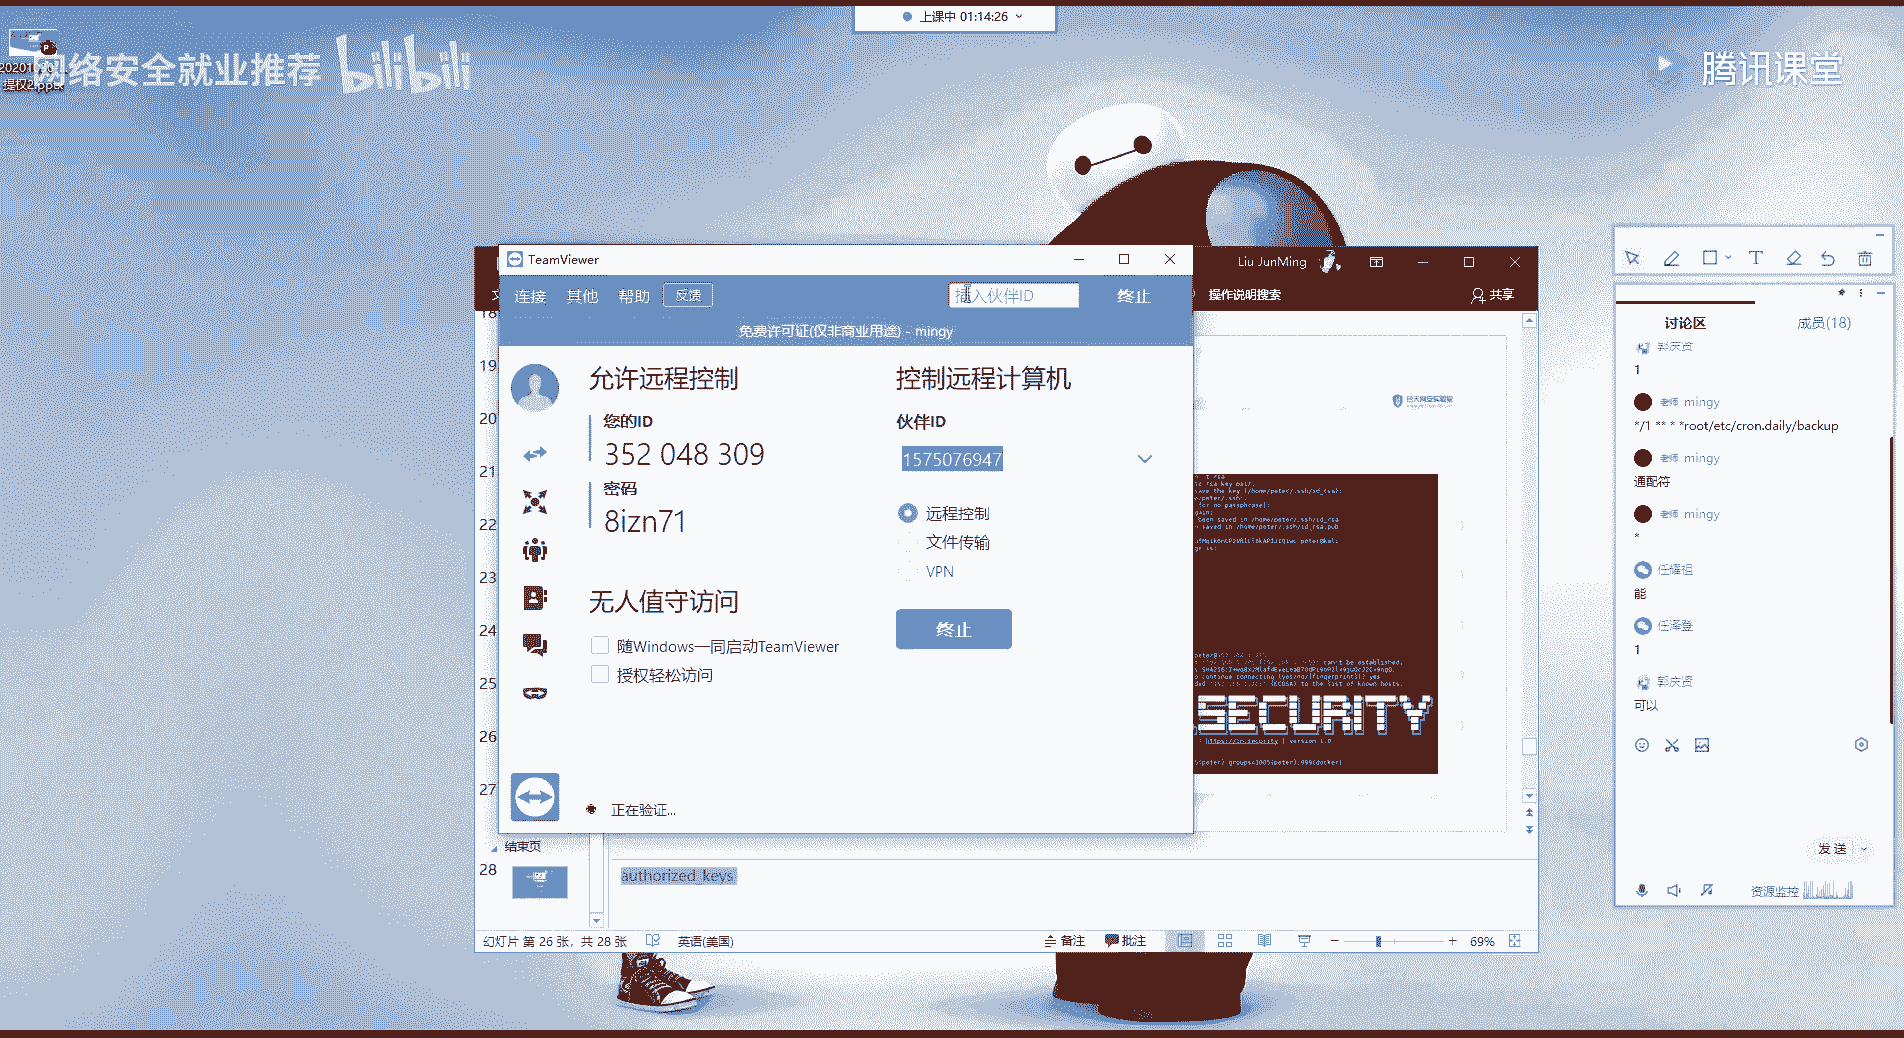 上课中 01:14:26
网络安全就业推荐 bilibili
腾讯课堂
提权2.pptx
TeamViewer
连接 其他 帮助 反馈
插入伙伴ID
终止
免费许可证(仅非商业用途) - mingy
允许远程控制
您的ID
352 048 309
密码
8izn71
无人值守访问
随Windows一同启动TeamViewer
授权轻松访问
正在验证...
控制远程计算机
伙伴ID
1575076947
远程控制
文件传输
VPN
终止
Liu JunMing
操作说明搜索
共享
18
19
20
21
22
23
24
25
26
27
结束页
28
SECURITY
authorized_keys
幻灯片 第 26 张，共 28 张
英语(美国)
备注
批注
69%
讨论区
成员(18)
郭庆贤
1
老师 mingy
*/1 ** * *root/etc/cron.daily/backup
老师 mingy
通配符
老师 mingy
*
任耀祖
能
任泽登
1
郭庆贤
可以
发送
资源监控